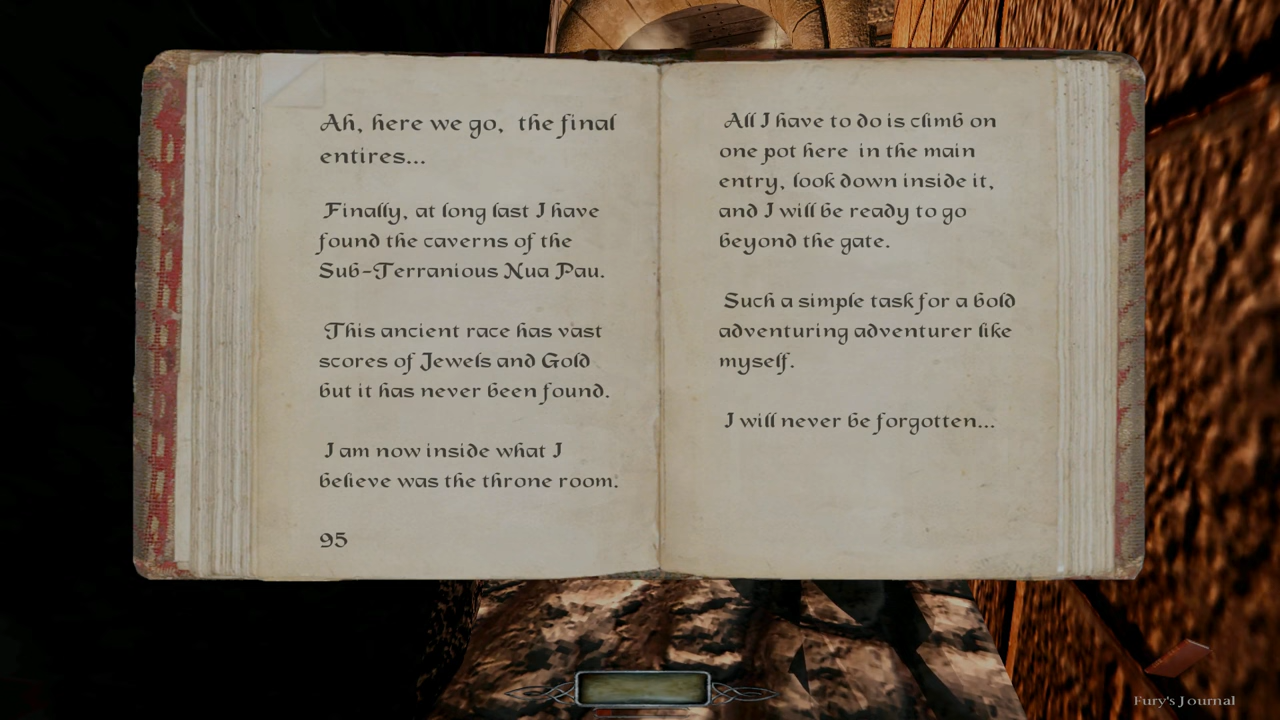 Ah, here we go, the final
entires...
Finally, at long last I have
found the caverns of the
Sub-Terranious Nua Pau.
This ancient race has vast
scores of Jewels and Gold
but it has never been found.
I am now inside what I
believe was the throne room.
95
All I have to do is climb on
one pot here in the main
entry, look down inside it,
and I will be ready to go
beyond the gate.
Such a simple task for a bold
adventuring adventurer like
myself.
I will never be forgotten...
Fury's Journal